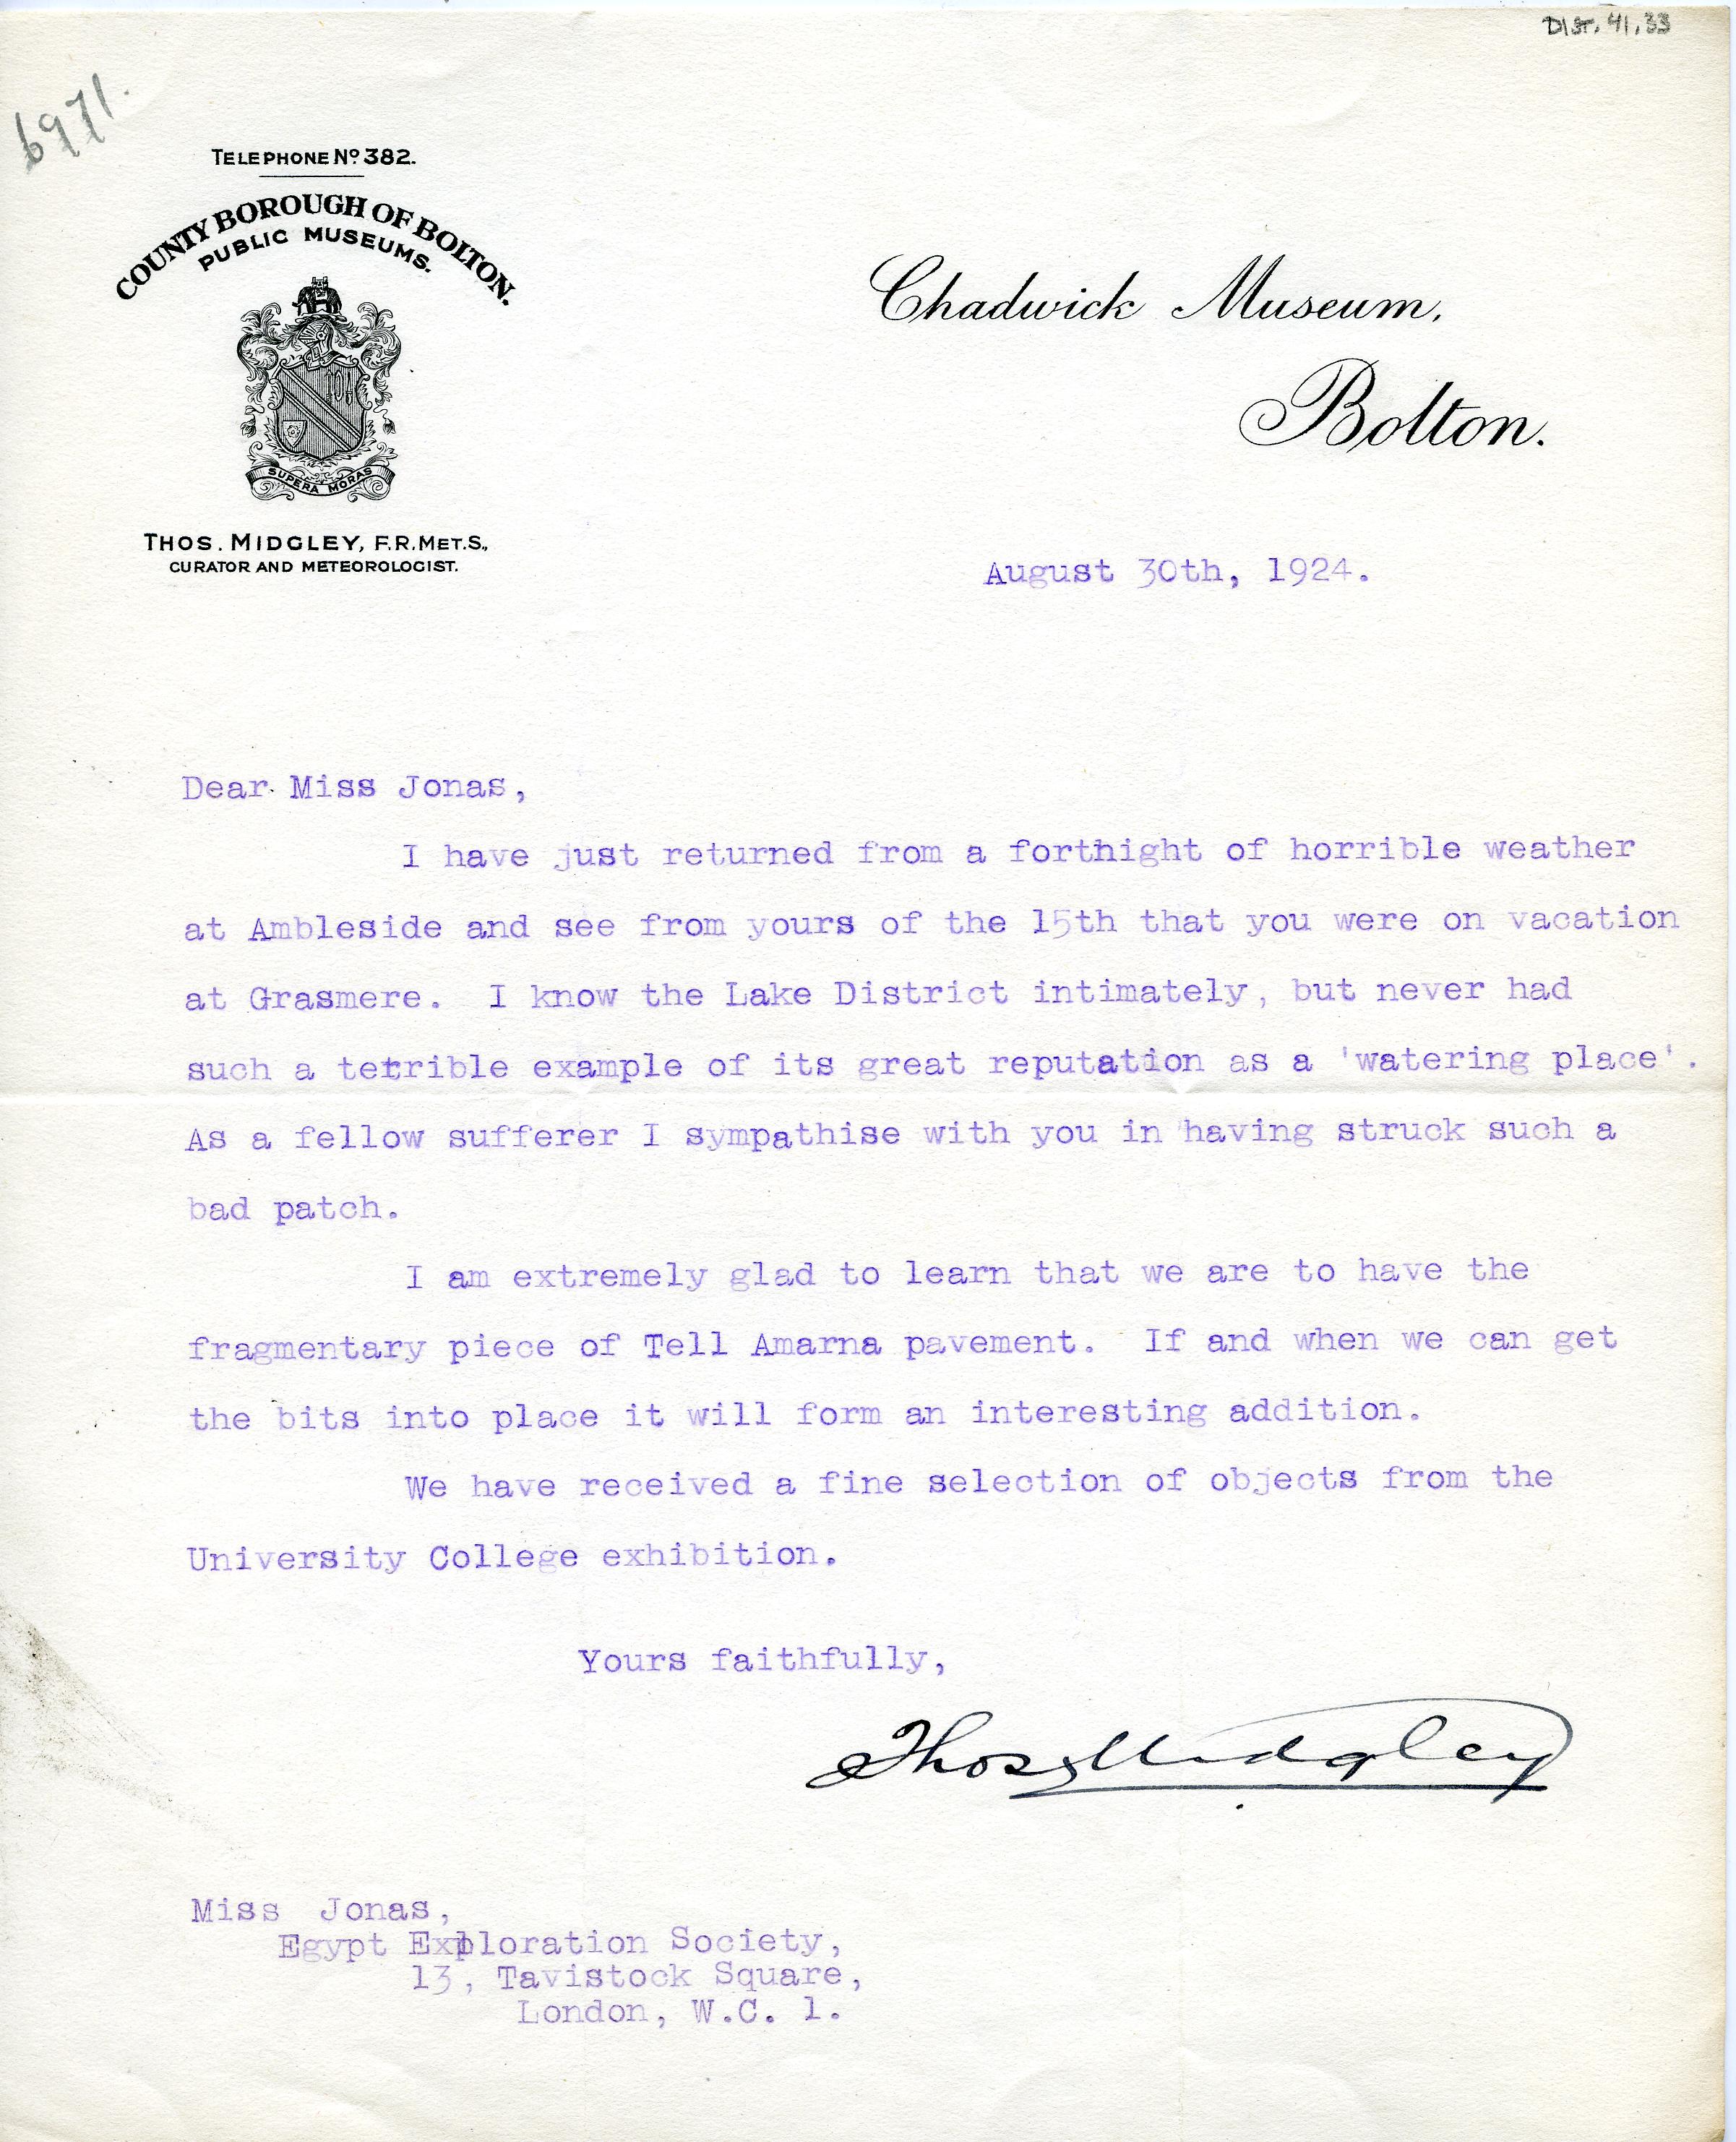 DIST. 41.33
6971.
TELEPHONE Nº 382.
COUNTY BOROUGH OF BOLTON.
PUBLIC MUSEUMS.
SUPERA MORAS
THOS. MIDGLEY, F.R.MET.S.,
CURATOR AND METEOROLOGIST.
Chadwick Museum,
Bolton.
August 30th, 1924.
Dear Miss Jonas,
I have just returned from a forthight of horrible weather
at Ambleside and see from yours of the 15th that you were on vacation
at Grasmere. I know the Lake District intimately, but never had
such a terrible example of its great reputation as a 'watering place'.
As a fellow sufferer I sympathise with you in having struck such a
bad patch.
I am extremely glad to learn that we are to have the
fragmentary piece of Tell Amarna pavement. If and when we can get
the bits into place it will form an interesting addition.
We have received a fine selection of objects from the
University College exhibition.
Yours faithfully,
Thos Midgley
Miss Jonas,
Egypt Exploration Society,
13, Tavistock Square,
London, W.C. 1.